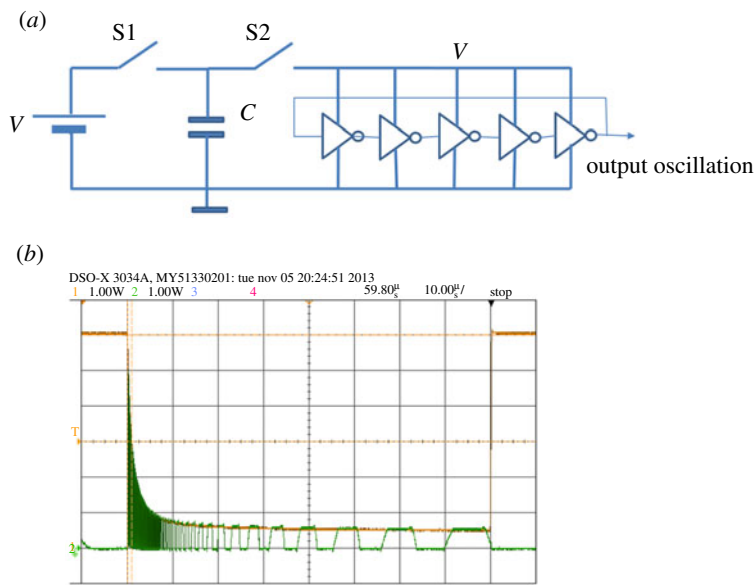 (a)
S1
S2
V
V
C
output oscillation
(b)
DSO-X 3034A, MY51330201: tue nov 05 20:24:51 2013
1 1.00W 2 1.00W 3 4 59.80µs 10.00µs/ stop
T
2